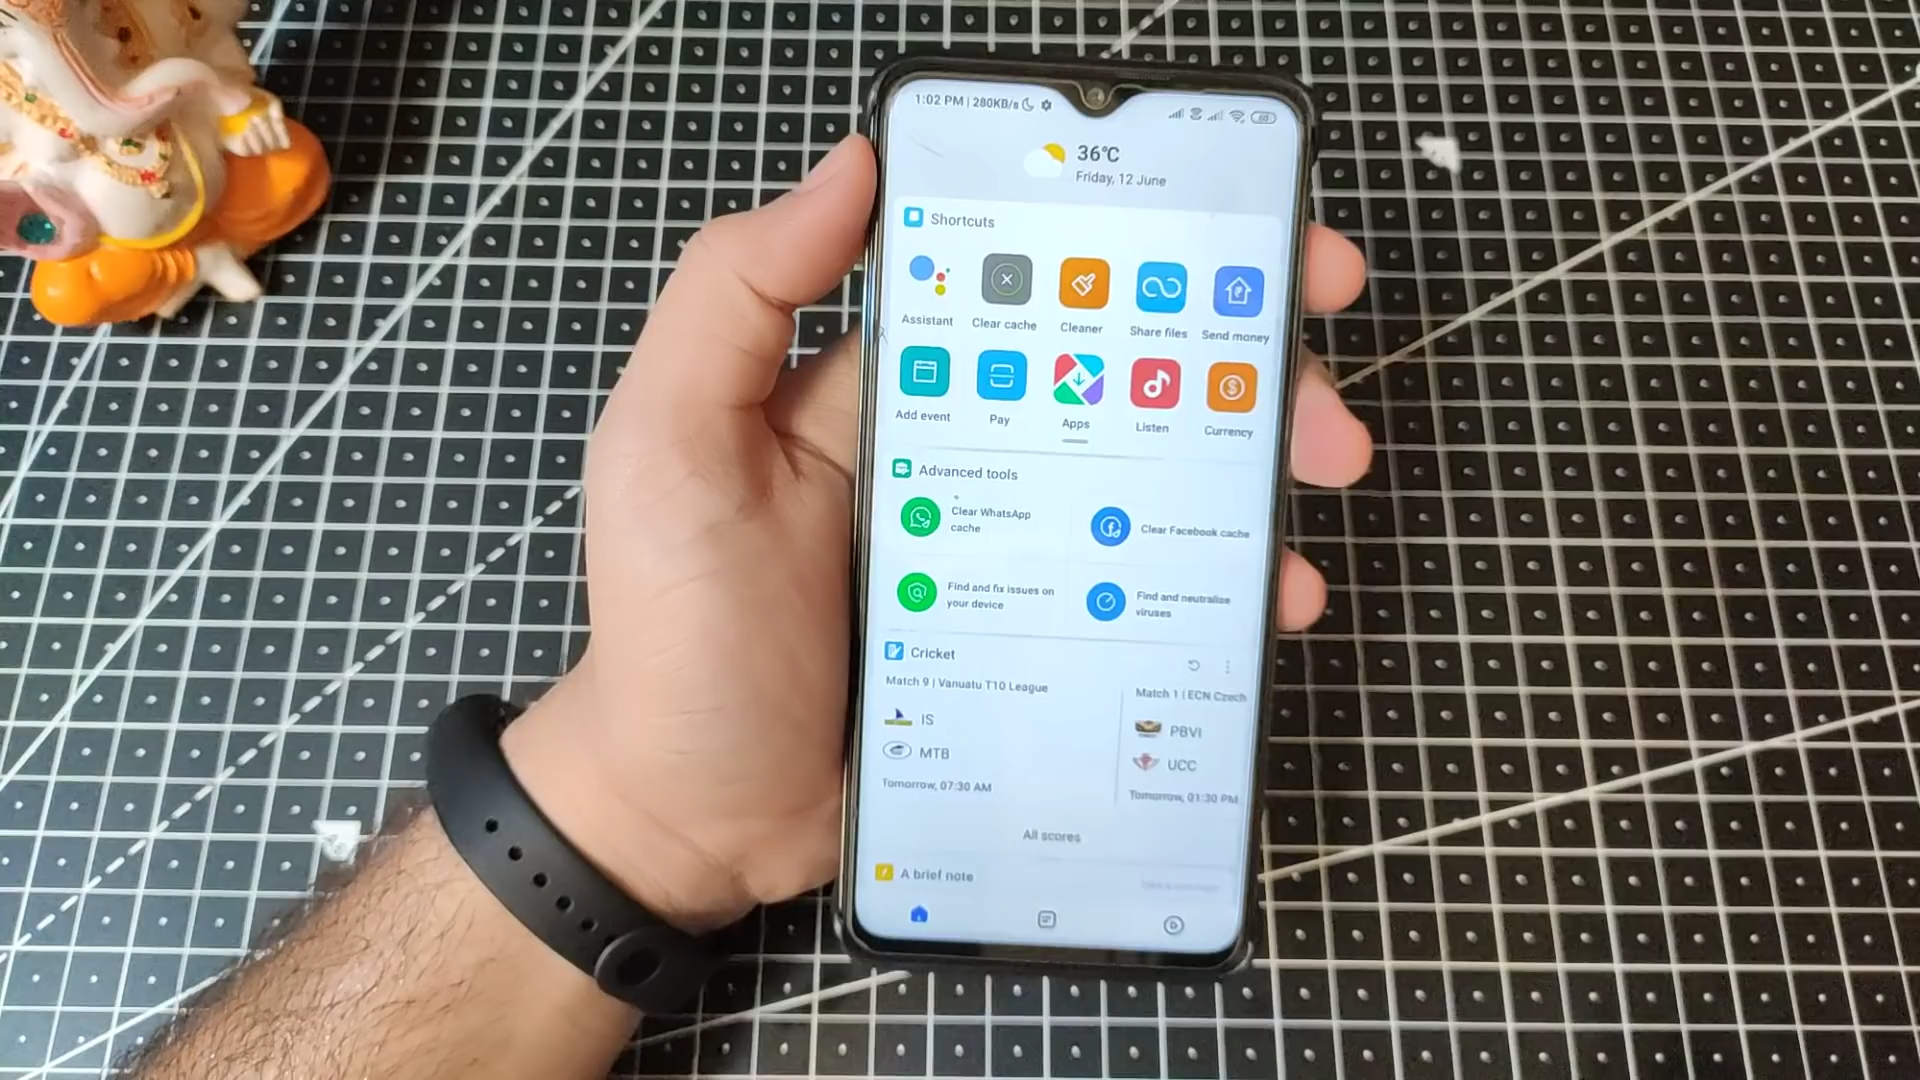 1:02 PM | 280KB/s
60
36℃
Friday, 12 June
Shortcuts
Assistant
Clear cache
Cleaner
Share files
Send money
Add event
Pay
Apps
Listen
Currency
Advanced tools
Clear WhatsApp
cache
Clear Facebook cache
Find and fix issues on
your device
Find and neutralise
viruses
Cricket
Match 9 | Vanuatu T10 League
IS
MTB
Tomorrow, 07:30 AM
Match 1 | ECN Czech
PBVI
UCC
Tomorrow, 01:30 PM
All scores
A brief note